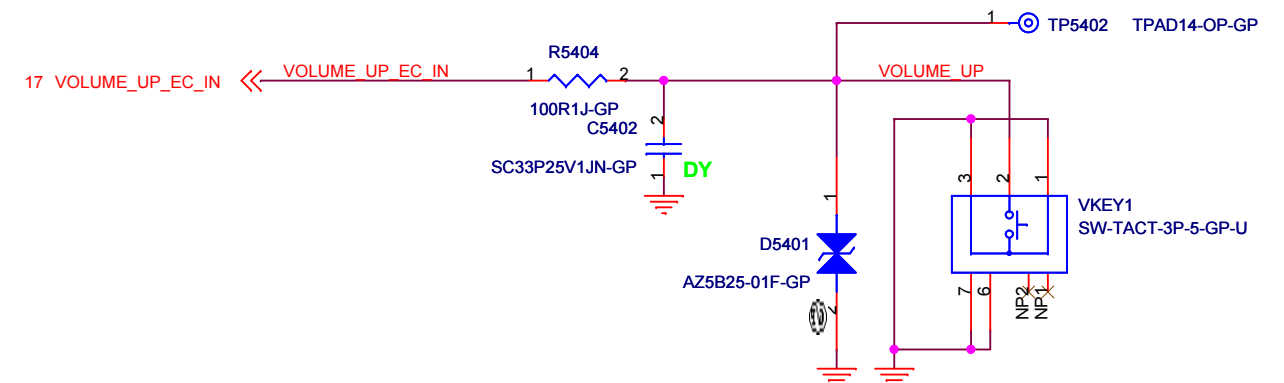 1
TP5402 TPAD14-OP-GP
R5404
17 VOLUME_UP_EC_IN
VOLUME_UP_EC_IN
1
2
VOLUME_UP
100R1J-GP
C5402
2
SC33P25V1JN-GP
1
DY
3
2
1
1
VKEY1
SW-TACT-3P-5-GP-U
D5401
AZ5B25-01F-GP
2
7
6
NP2
NP1